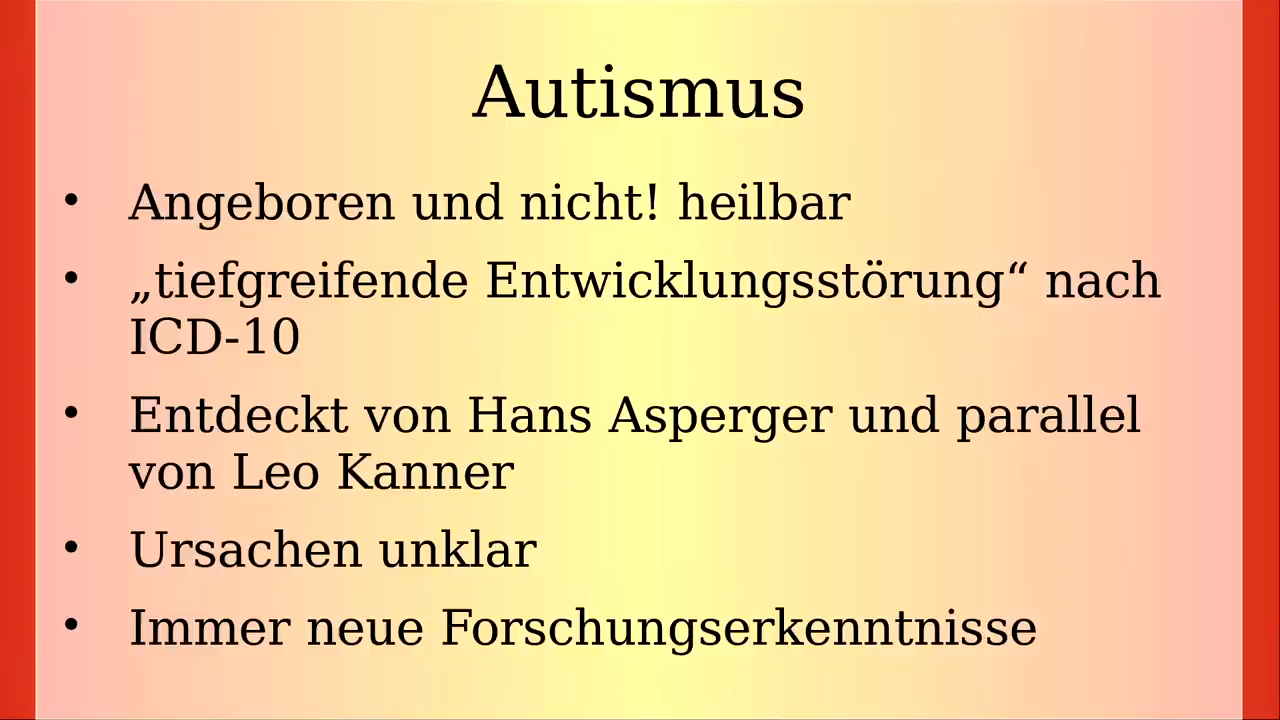 Autismus
• Angeboren und nicht! heilbar
• „tiefgreifende Entwicklungsstörung“ nach
ICD-10
• Entdeckt von Hans Asperger und parallel
von Leo Kanner
• Ursachen unklar
• Immer neue Forschungserkenntnisse